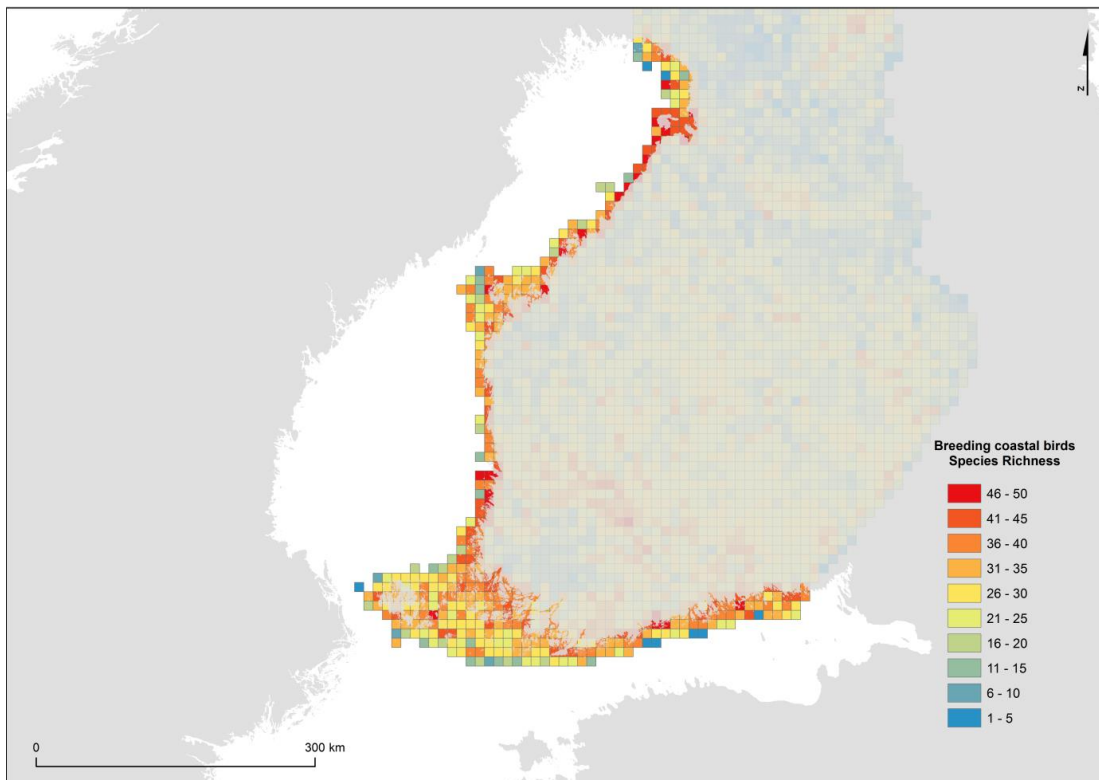 N
Breeding coastal birds
Species Richness
46 - 50
41 - 45
36 - 40
31 - 35
26 - 30
21 - 25
16 - 20
11 - 15
6 - 10
1 - 5
0 300 km